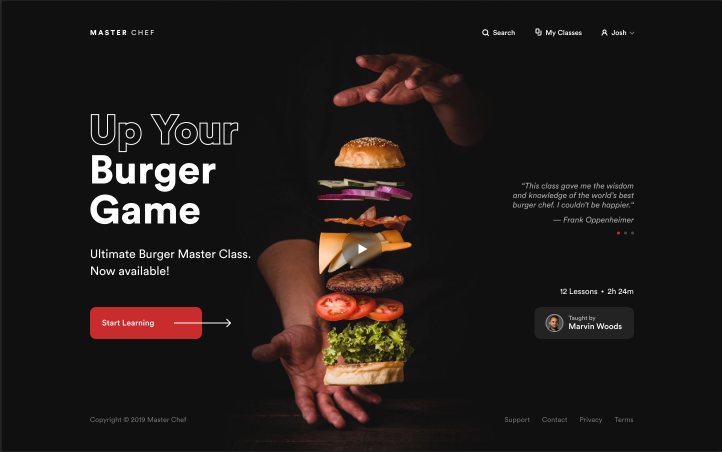 MASTER CHEF
Search
My Classes
Josh
Up Your
Burger
Game
Ultimate Burger Master Class.
Now available!
Start Learning
"This class gave me the wisdom
and knowledge of the world's best
burger chef. I couldn't be happier."
— Frank Oppenheimer
12 Lessons • 2h 24m
Taught by
Marvin Woods
Copyright © 2019 Master Chef
Support
Contact
Privacy
Terms